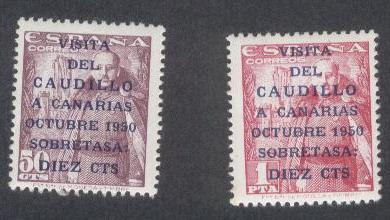 ESPAÑA
CORREOS
VISITA
DEL
CAUDILLO
A CANARIAS
OCTUBRE 1950
SOBRETASA:
DIEZ CTS
50
CTS
ESPAÑA
CORREOS
VISITA
DEL
CAUDILLO
A CANARIAS
OCTUBRE 1950
SOBRETASA:
DIEZ CTS
1
PTA